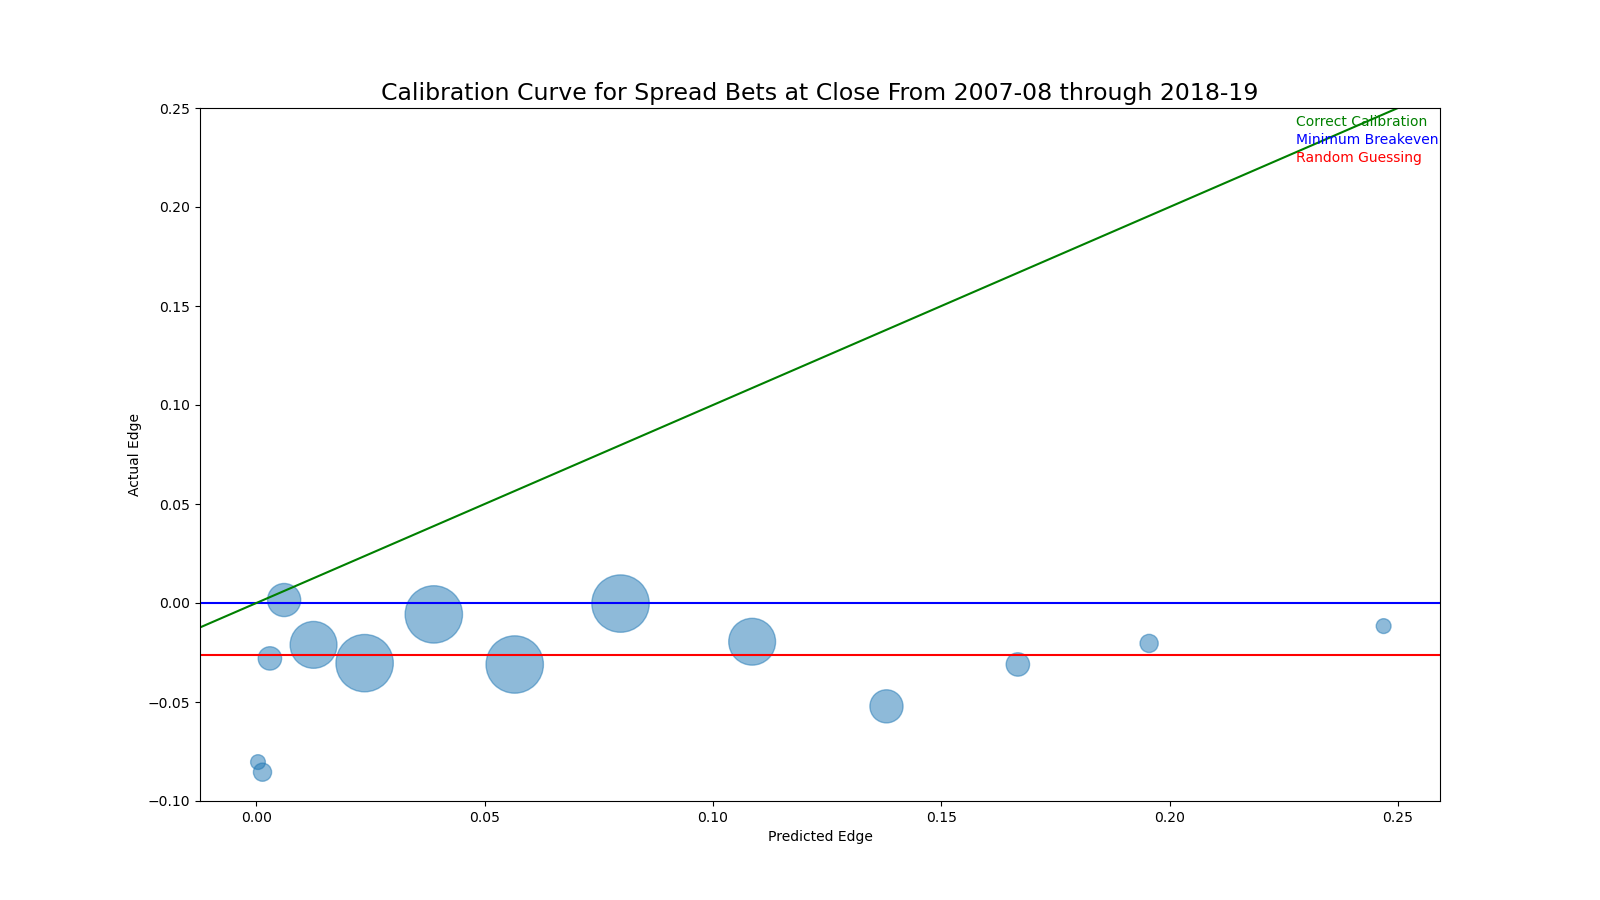 Calibration Curve for Spread Bets at Close From 2007-08 through 2018-19
Correct Calibration
Minimum Breakeven
Random Guessing
0.25
0.20
0.15
0.10
0.05
0.00
−0.05
−0.10
Actual Edge
0.00 0.05 0.10 0.15 0.20 0.25
Predicted Edge